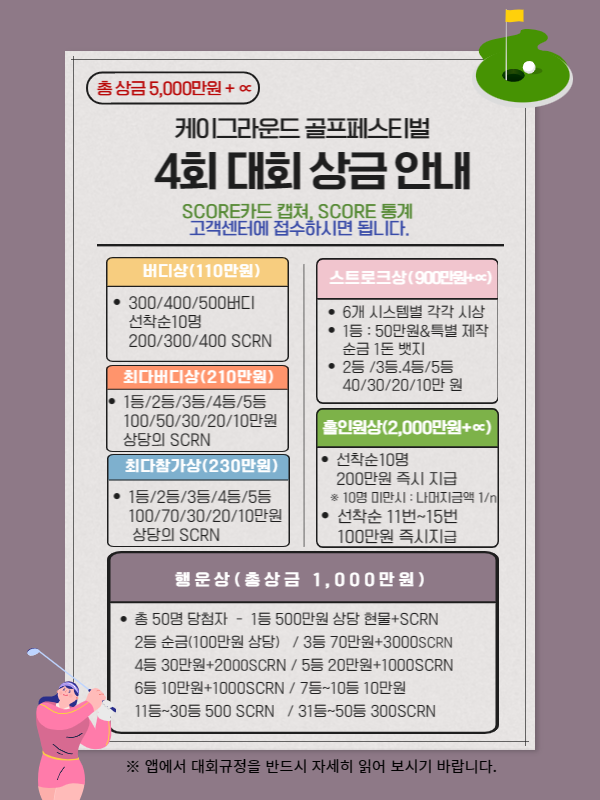 총 상금 5,000만원 + ∝
케이그라운드 골프페스티벌
4회 대회 상금 안내
SCORE카드 캡쳐, SCORE 통계
고객센터에 접수하시면 됩니다.
버디상(110만원)
• 300/400/500버디
선착순10명
200/300/400 SCRN
최다버디상(210만원)
• 1등/2등/3등/4등/5등
100/50/30/20/10만원
상당의 SCRN
최다참가상(230만원)
• 1등/2등/3등/4등/5등
100/70/30/20/10만원
상당의 SCRN
스트로크상(900만원+∝)
• 6개 시스템별 각각 시상
• 1등 : 50만원&특별 제작
순금 1돈 뱃지
• 2등 /3등.4등/5등
40/30/20/10만 원
홀인원상(2,000만원+∝)
• 선착순10명
200만원 즉시 지급
※ 10명 미만시 : 나머지금액 1/n
• 선착순 11번~15번
100만원 즉시지급
행운상(총상금 1,000만원)
• 총 50명 당첨자 - 1등 500만원 상당 현물+SCRN
2등 순금(100만원 상당) / 3등 70만원+3000SCRN
4등 30만원+2000SCRN / 5등 20만원+1000SCRN
6등 10만원+1000SCRN / 7등~10등 10만원
11등~30등 500 SCRN / 31등~50등 300SCRN
※ 앱에서 대회규정을 반드시 자세히 읽어 보시기 바랍니다.